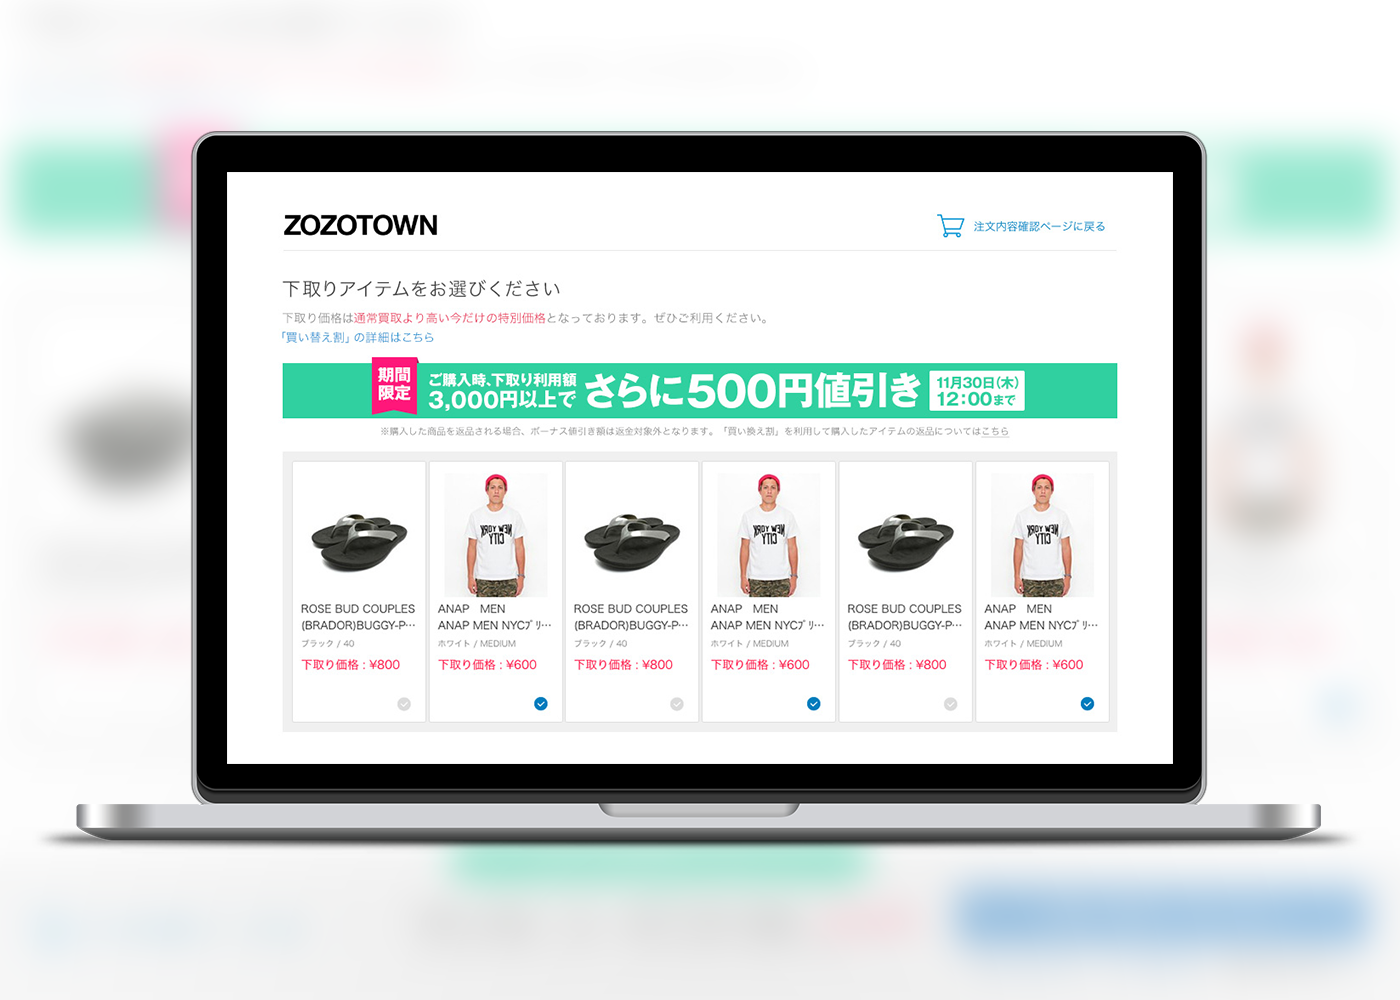 ZOZOTOWN
注文内容確認ページに戻る
下取りアイテムをお選びください
下取り価格は通常買取より高い今だけの特別価格となっております。ぜひご利用ください。
「買い替え割」の詳細はこちら
期間
限定
ご購入時、下取り利用額
3,000円以上で
さらに500円値引き
11月30日(木)
12:00まで
※購入した商品を返品される場合、ボーナス値引き額は返金対象外となります。「買い換え割」を利用して購入したアイテムの返品についてはこちら
ROSE BUD COUPLES
(BRADOR)BUGGY-P…
ブラック / 40
下取り価格 : ¥800
ANAP　MEN
ANAP MEN NYCﾌﾟﾘ…
ホワイト / MEDIUM
下取り価格 : ¥600
ROSE BUD COUPLES
(BRADOR)BUGGY-P…
ブラック / 40
下取り価格 : ¥800
ANAP　MEN
ANAP MEN NYCﾌﾟﾘ…
ホワイト / MEDIUM
下取り価格 : ¥600
ROSE BUD COUPLES
(BRADOR)BUGGY-P…
ブラック / 40
下取り価格 : ¥800
ANAP　MEN
ANAP MEN NYCﾌﾟﾘ…
ホワイト / MEDIUM
下取り価格 : ¥600
NEW YORK
CITY
NEW YORK
CITY
NEW YORK
CITY